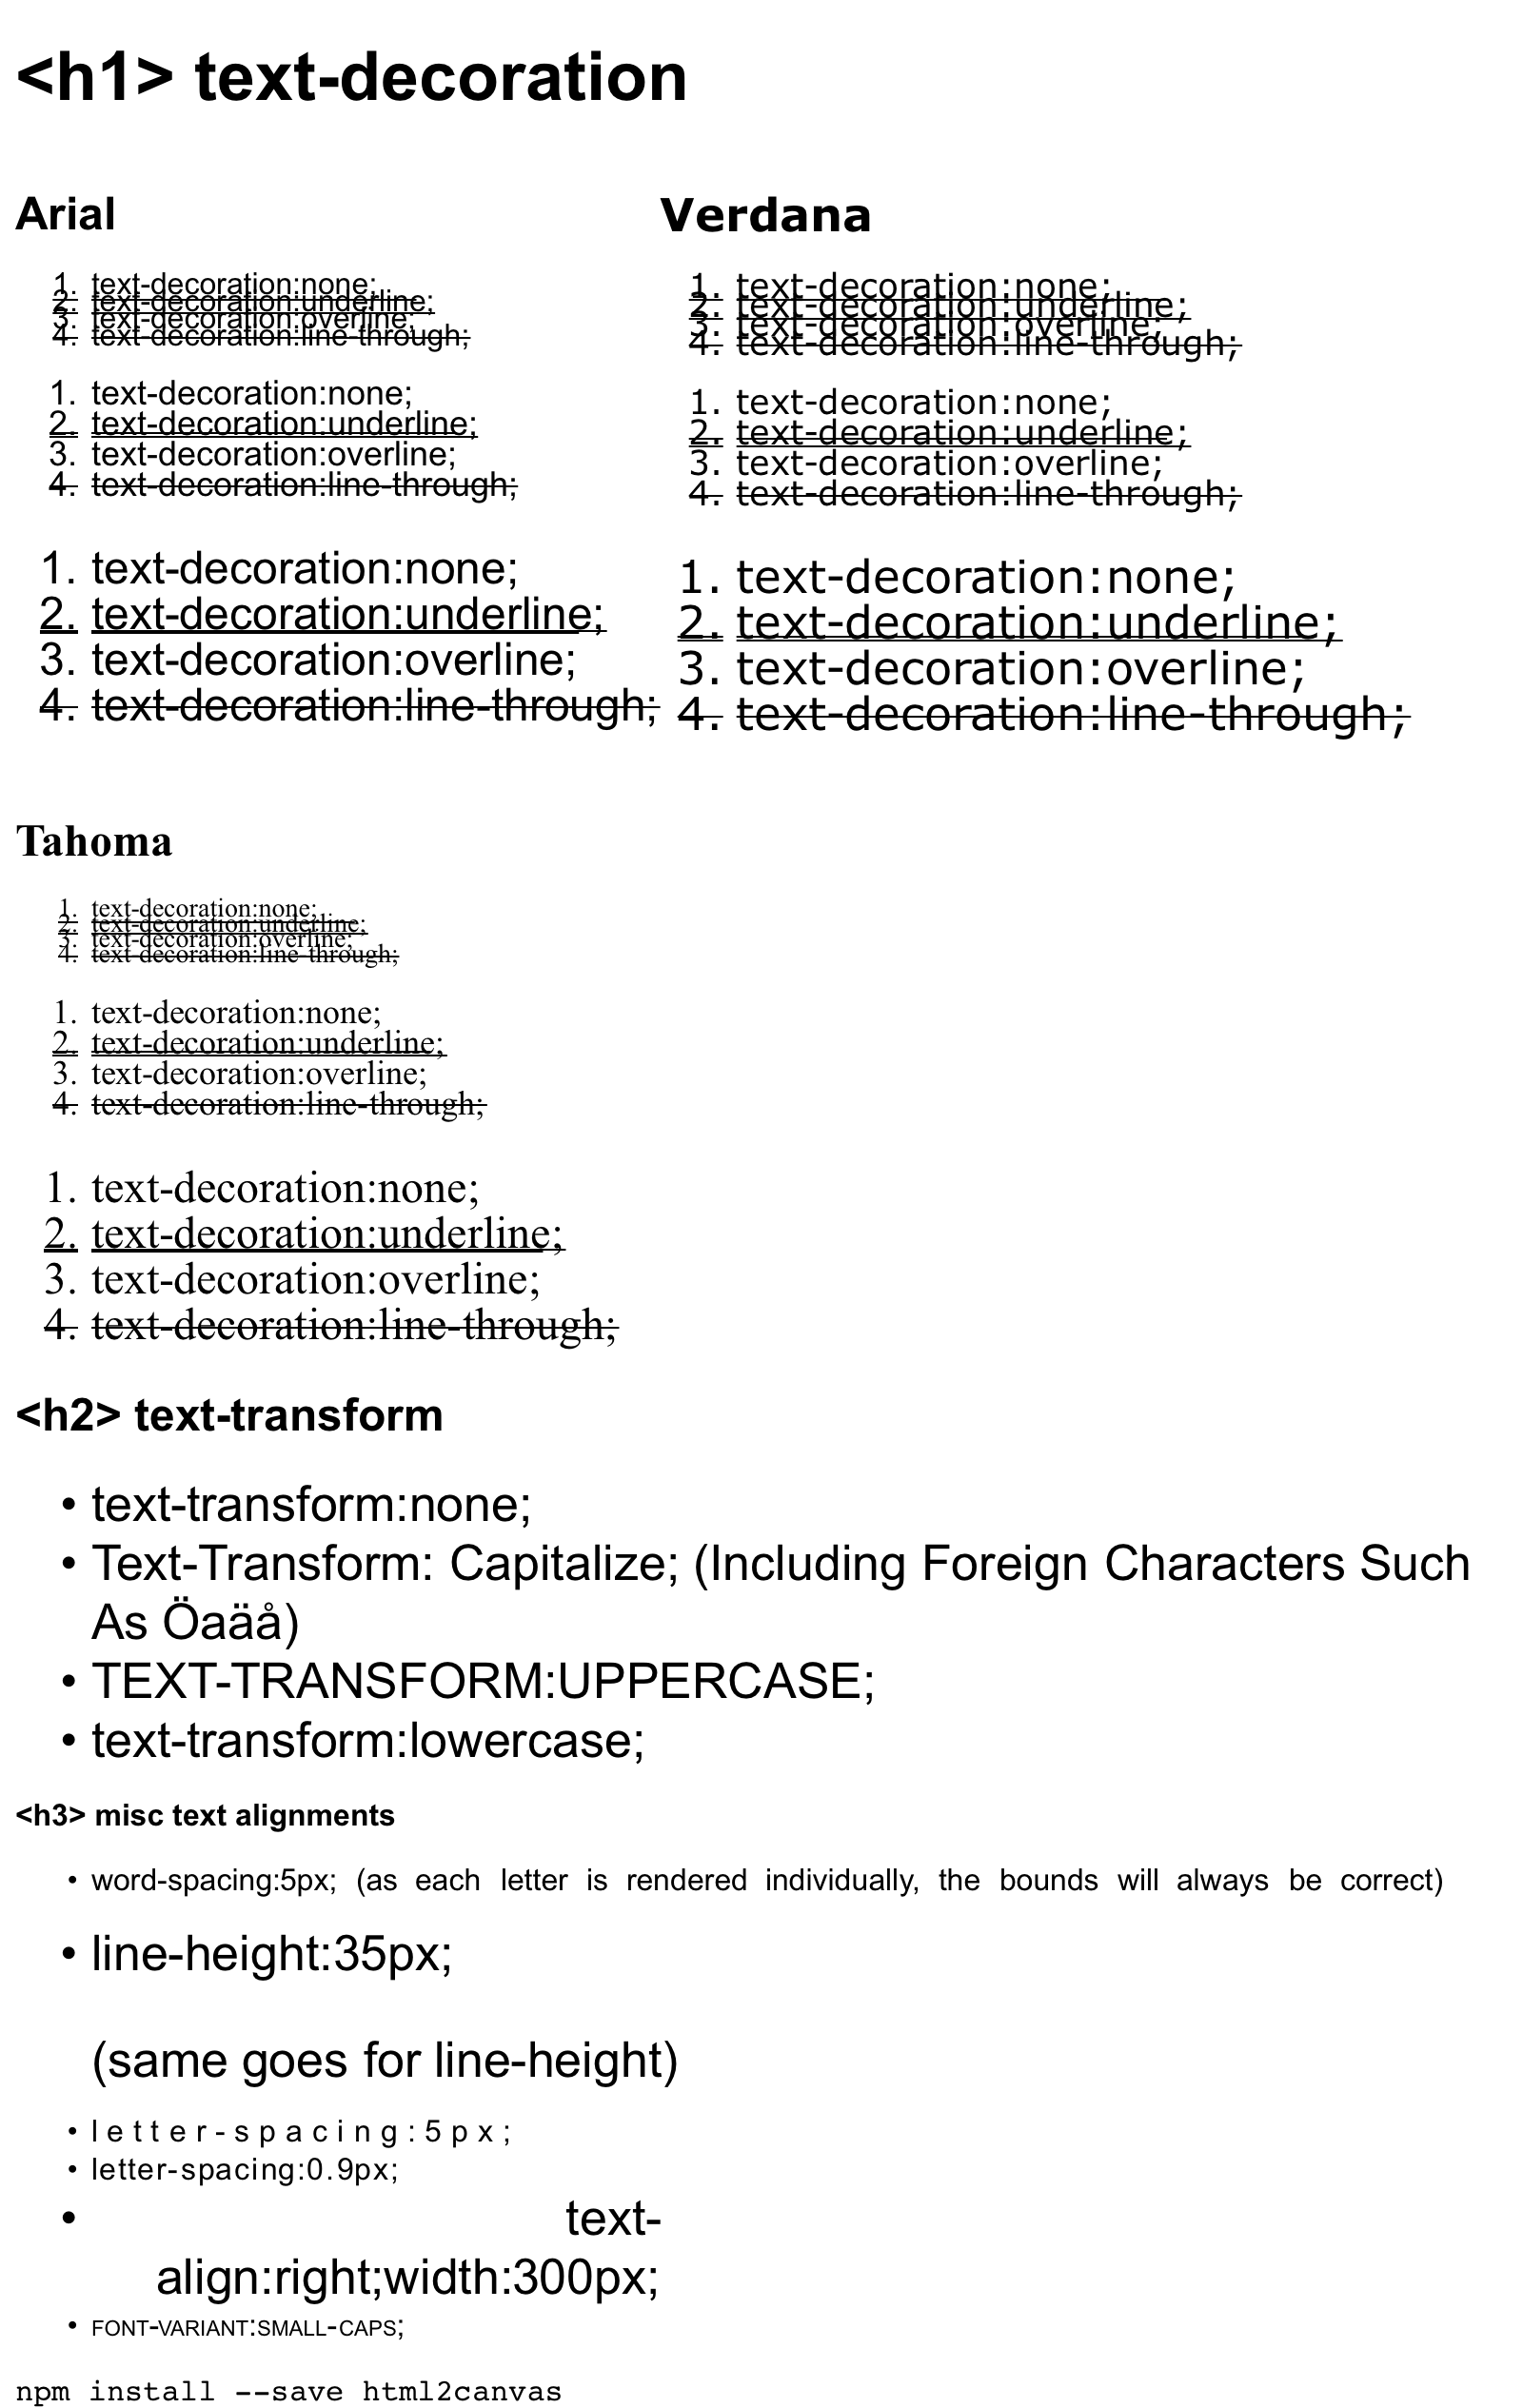 <h1> text-decoration
Arial
1. text-decoration:none;
2. text-decoration:underline;
3. text-decoration:overline;
4. text-decoration:line-through;
1. text-decoration:none;
2. text-decoration:underline;
3. text-decoration:overline;
4. text-decoration:line-through;
1. text-decoration:none;
2. text-decoration:underline;
3. text-decoration:overline;
4. text-decoration:line-through;
Verdana
1. text-decoration:none;
2. text-decoration:underline;
3. text-decoration:overline;
4. text-decoration:line-through;
1. text-decoration:none;
2. text-decoration:underline;
3. text-decoration:overline;
4. text-decoration:line-through;
1. text-decoration:none;
2. text-decoration:underline;
3. text-decoration:overline;
4. text-decoration:line-through;
Tahoma
1. text-decoration:none;
2. text-decoration:underline;
3. text-decoration:overline;
4. text-decoration:line-through;
1. text-decoration:none;
2. text-decoration:underline;
3. text-decoration:overline;
4. text-decoration:line-through;
1. text-decoration:none;
2. text-decoration:underline;
3. text-decoration:overline;
4. text-decoration:line-through;
<h2> text-transform
• text-transform:none;
• Text-Transform: Capitalize; (Including Foreign Characters Such
As Öaäå)
• TEXT-TRANSFORM:UPPERCASE;
• text-transform:lowercase;
<h3> misc text alignments
• word-spacing:5px; (as each letter is rendered individually, the bounds will always be correct)
• line-height:35px;
(same goes for line-height)
• letter-spacing:5px;
• letter-spacing:0.9px;
• text-
align:right;width:300px;
• FONT-VARIANT:SMALL-CAPS;
npm install --save html2canvas